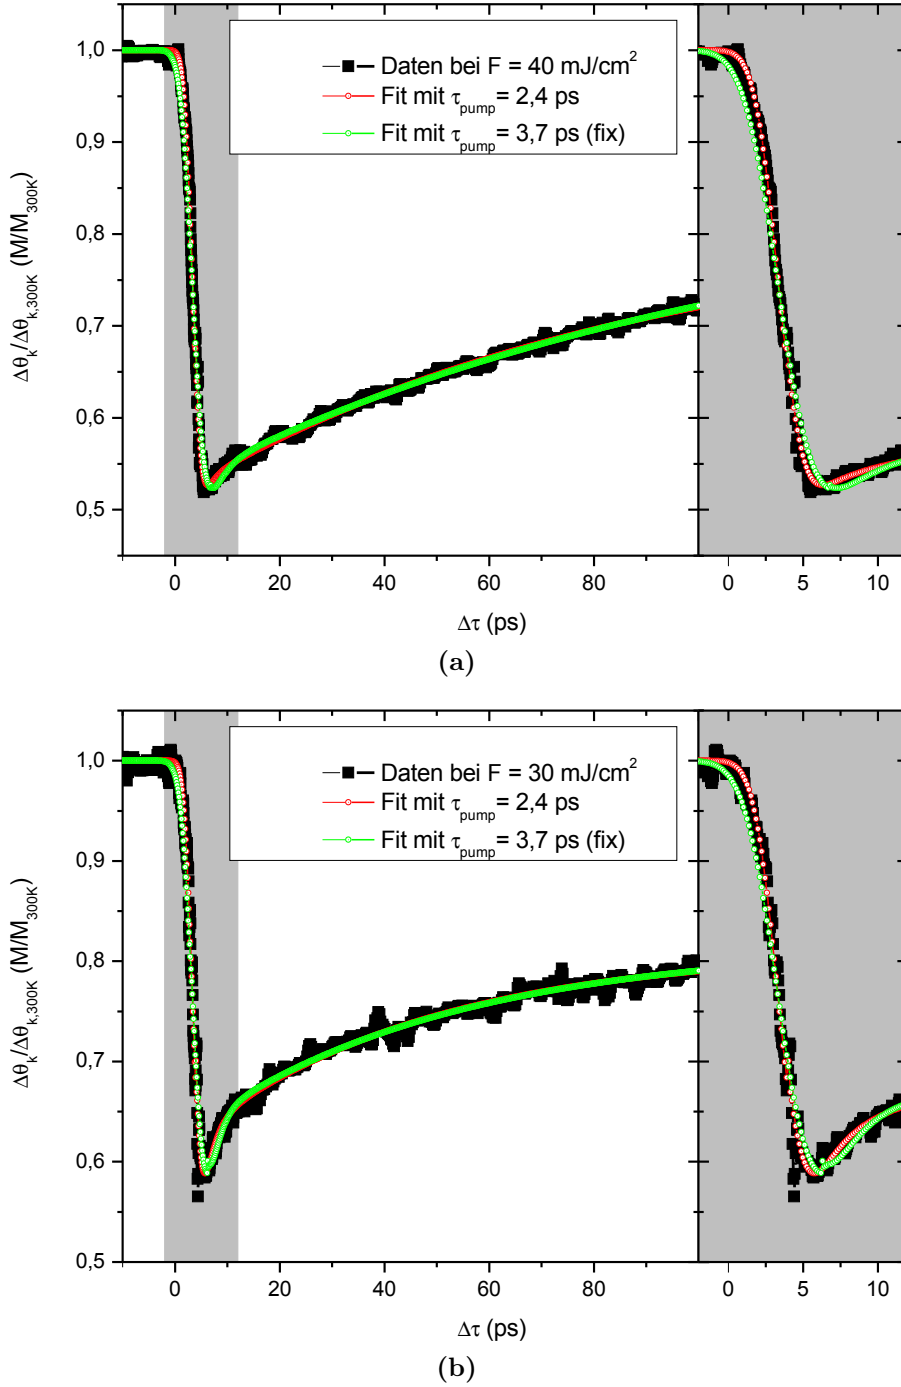 1,0
0,9
0,8
0,7
0,6
0,5
Δθk/Δθk,300K (M/M300K)
Daten bei F = 40 mJ/cm²
Fit mit τpump = 2,4 ps
Fit mit τpump = 3,7 ps (fix)
0 20 40 60 80 0 5 10
Δτ (ps)
(a)
1,0
0,9
0,8
0,7
0,6
0,5
Δθk/Δθk,300K (M/M300K)
Daten bei F = 30 mJ/cm²
Fit mit τpump = 2,4 ps
Fit mit τpump = 3,7 ps (fix)
0 20 40 60 80 0 5 10
Δτ (ps)
(b)